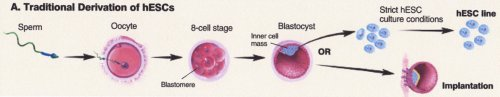 A. Traditional Derivation of hESCs
Sperm
Oocyte
8-cell stage
Blastomere
Blastocyst
Inner cell
mass
OR
Strict hESC
culture conditions
hESC line
Implantation